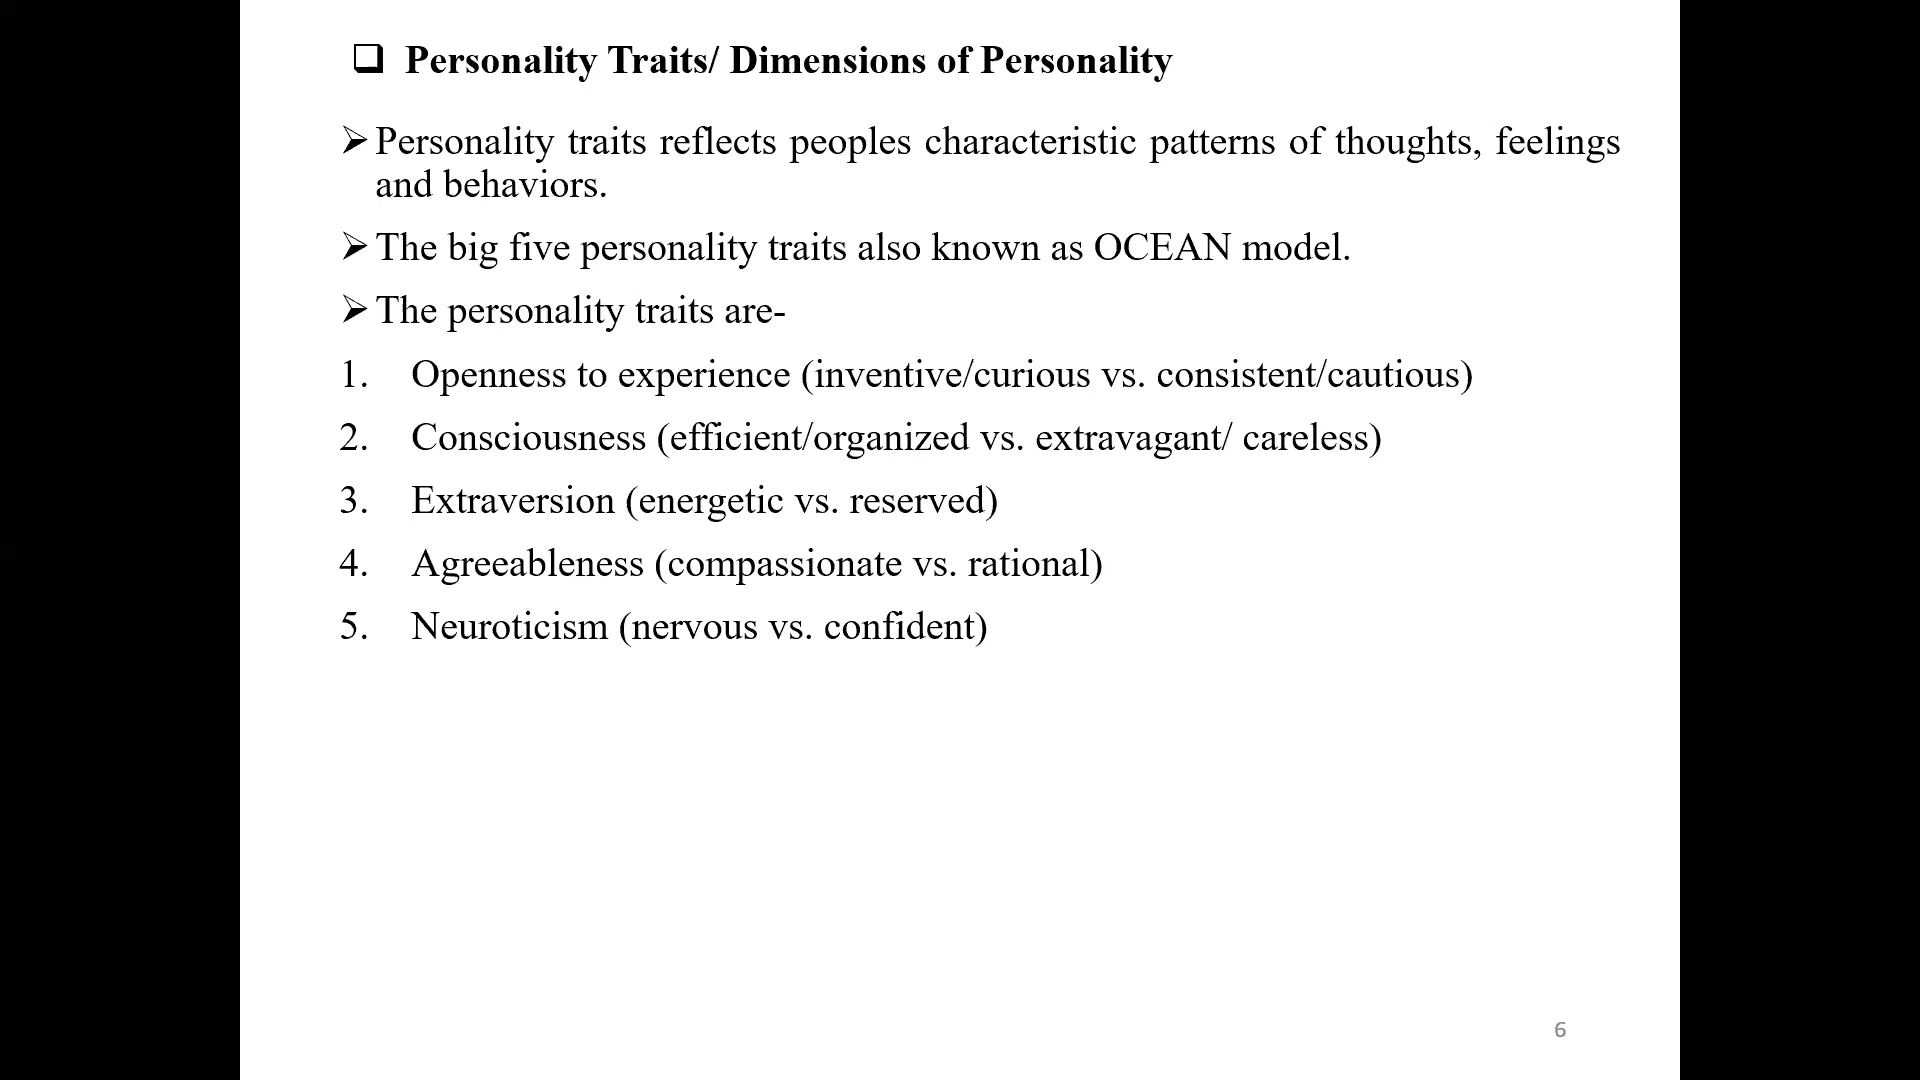 ❑ Personality Traits/ Dimensions of Personality
➢ Personality traits reflects peoples characteristic patterns of thoughts, feelings
and behaviors.
➢ The big five personality traits also known as OCEAN model.
➢ The personality traits are-
1. Openness to experience (inventive/curious vs. consistent/cautious)
2. Consciousness (efficient/organized vs. extravagant/ careless)
3. Extraversion (energetic vs. reserved)
4. Agreeableness (compassionate vs. rational)
5. Neuroticism (nervous vs. confident)
6